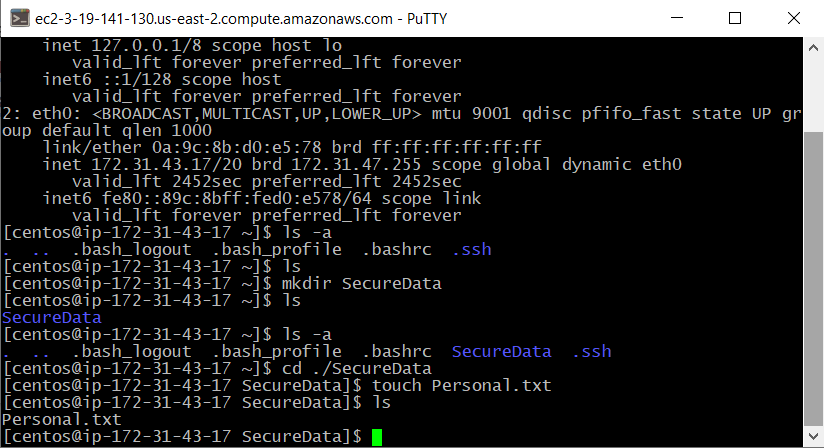 ec2-3-19-141-130.us-east-2.compute.amazonaws.com - PuTTY
inet 127.0.0.1/8 scope host lo
valid_lft forever preferred_lft forever
inet6 ::1/128 scope host
valid_lft forever preferred_lft forever
2: eth0: <BROADCAST,MULTICAST,UP,LOWER_UP> mtu 9001 qdisc pfifo_fast state UP gr
oup default qlen 1000
link/ether 0a:9c:8b:d0:e5:78 brd ff:ff:ff:ff:ff:ff
inet 172.31.43.17/20 brd 172.31.47.255 scope global dynamic eth0
valid_lft 2452sec preferred_lft 2452sec
inet6 fe80::89c:8bff:fed0:e578/64 scope link
valid_lft forever preferred_lft forever
[centos@ip-172-31-43-17 ~]$ ls -a
.  ..  .bash_logout  .bash_profile  .bashrc  .ssh
[centos@ip-172-31-43-17 ~]$ ls
[centos@ip-172-31-43-17 ~]$ mkdir SecureData
[centos@ip-172-31-43-17 ~]$ ls
SecureData
[centos@ip-172-31-43-17 ~]$ ls -a
.  ..  .bash_logout  .bash_profile  .bashrc  SecureData  .ssh
[centos@ip-172-31-43-17 ~]$ cd ./SecureData
[centos@ip-172-31-43-17 SecureData]$ touch Personal.txt
[centos@ip-172-31-43-17 SecureData]$ ls
Personal.txt
[centos@ip-172-31-43-17 SecureData]$